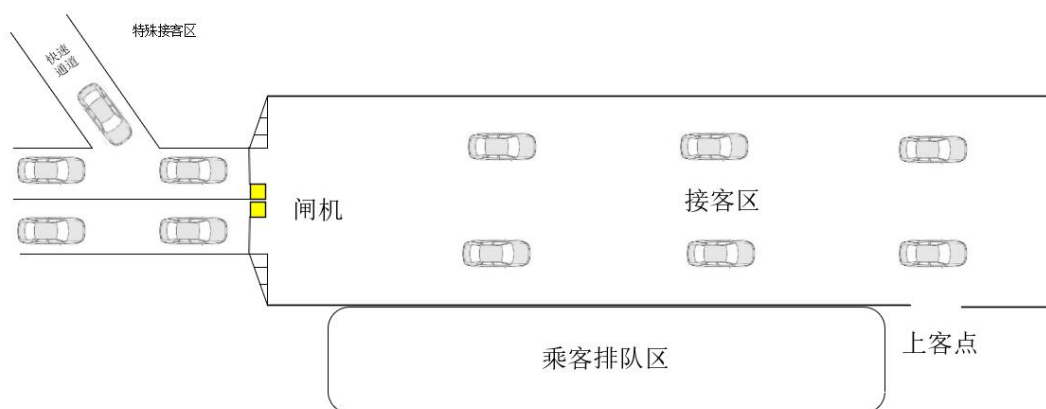 特殊接客区
快速
通道
闸机
接客区
上客点
乘客排队区